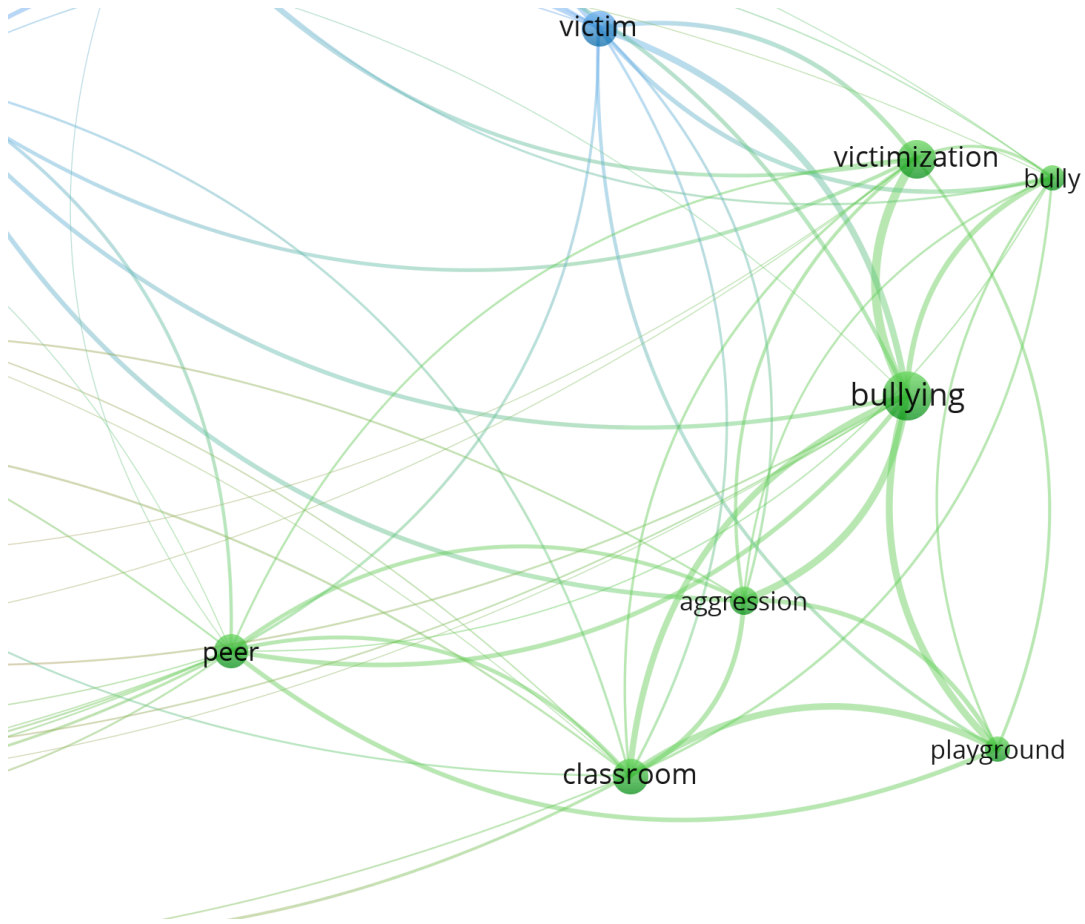 victim
victimization
bully
bullying
aggression
peer
playground
classroom